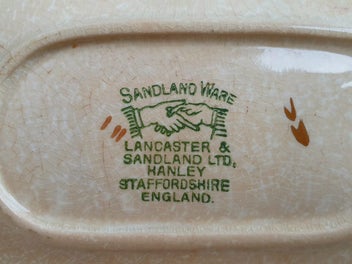 SANDLAND WARE
LANCASTER &
SANDLAND LTD.
HANLEY
STAFFORDSHIRE
ENGLAND.